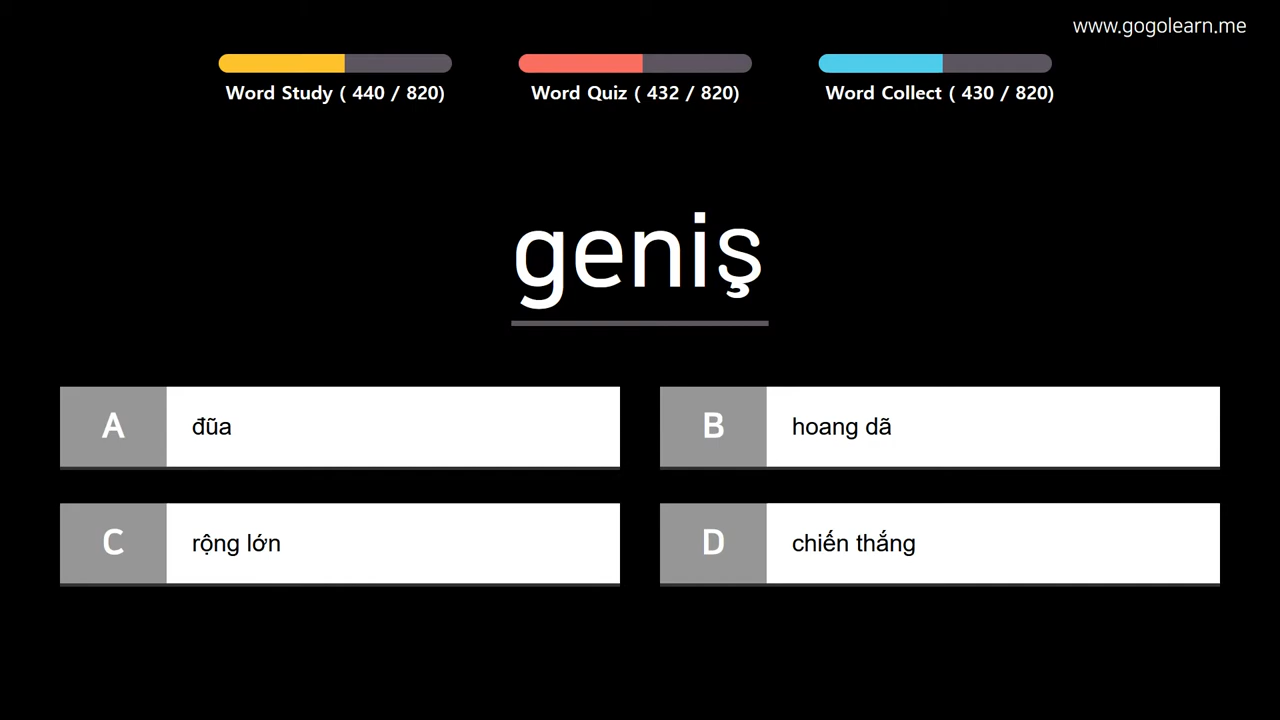 www.gogolearn.me
Word Study ( 440 / 820)
Word Quiz ( 432 / 820)
Word Collect ( 430 / 820)
geniş
A đũa
B hoang dã
C rộng lớn
D chiến thắng